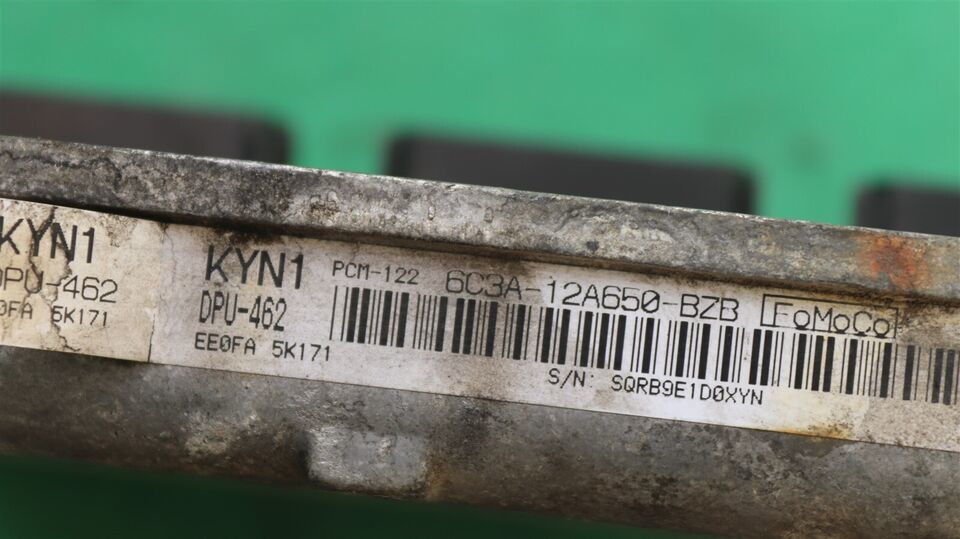 KYN1
DPU-462
0FA 5K171
KYN1
DPU-462
EE0FA 5K171
PCM-122 6C3A-12A650-BZB FoMoCo
S/N: SQRB9E1D0XYN